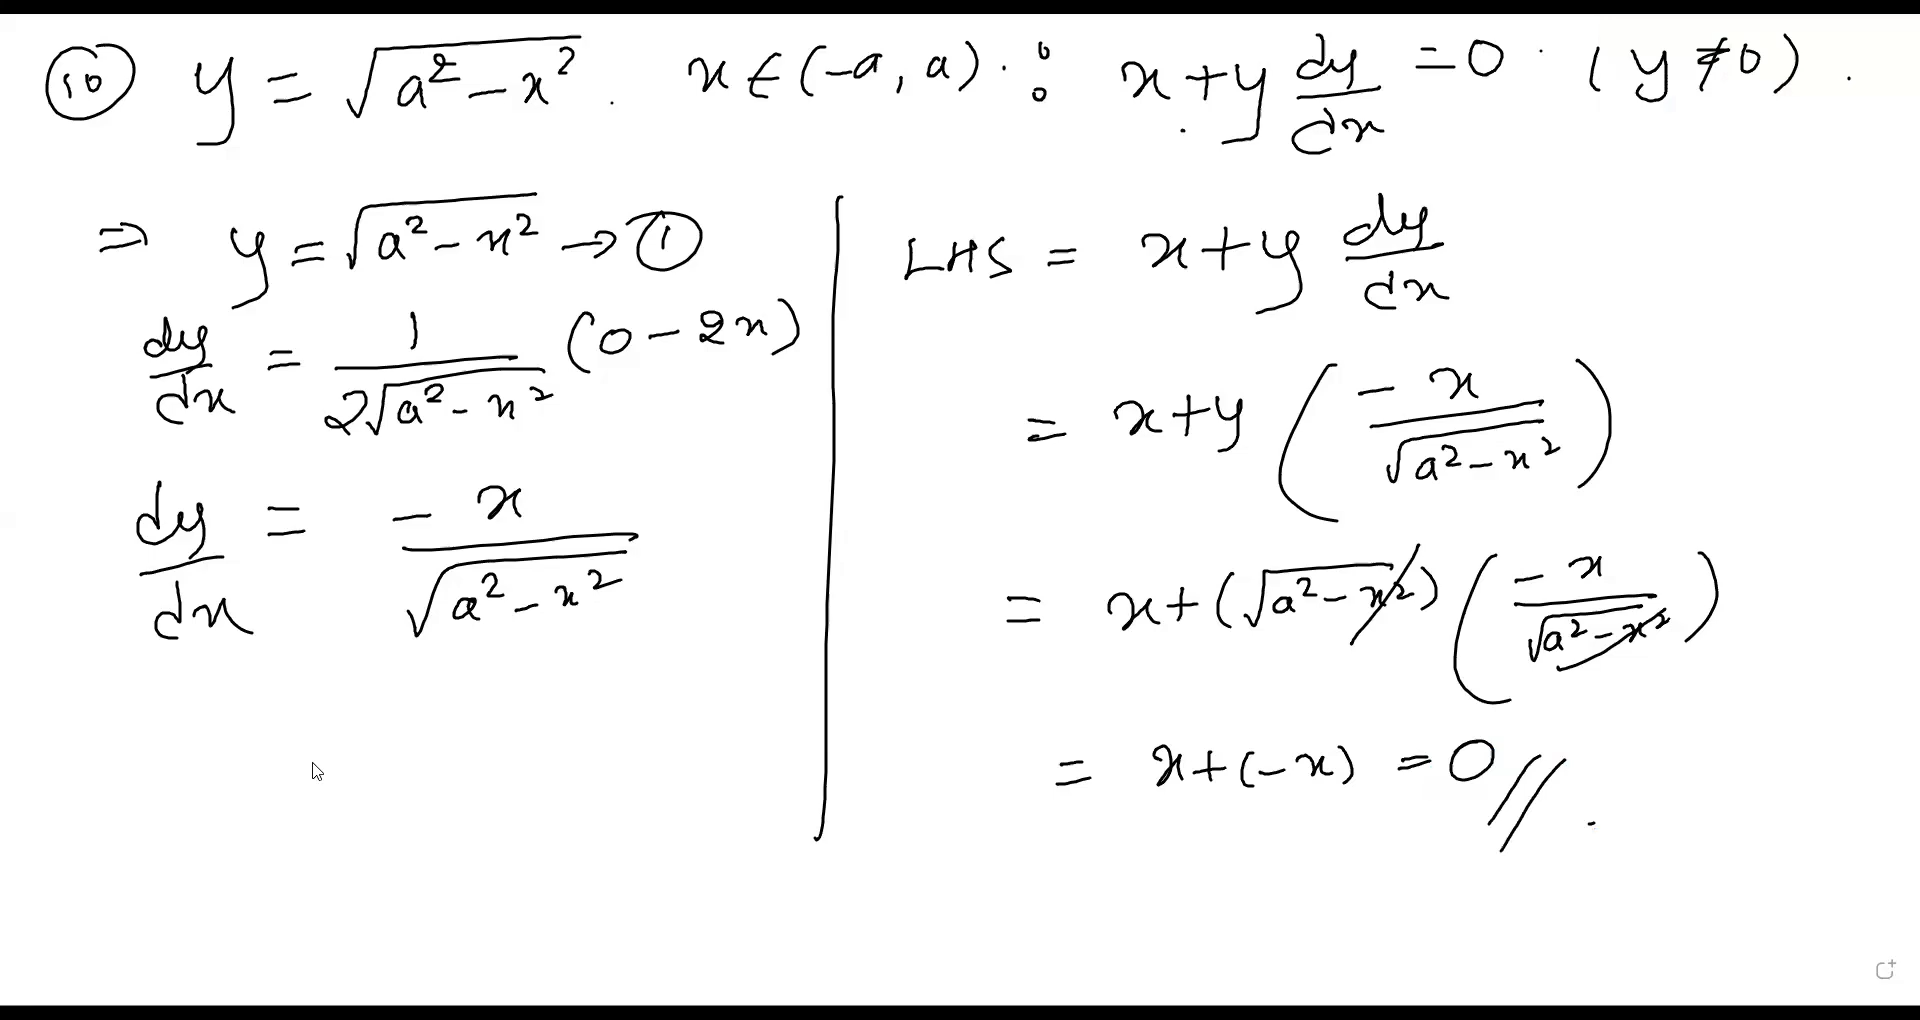 (10) y = √(a² − x²). x ∈ (−a, a). : x + y dy/dx = 0. (y ≠ 0).
⇒ y = √(a² − x²) → (1)
dy/dx = 1/(2√(a² − x²)) (0 − 2x)
dy/dx = −x/√(a² − x²)
LHS = x + y dy/dx
= x + y (−x/√(a² − x²))
= x + (√(a² − x²)) (−x/√(a² − x²))
= x + (−x) = 0 //.